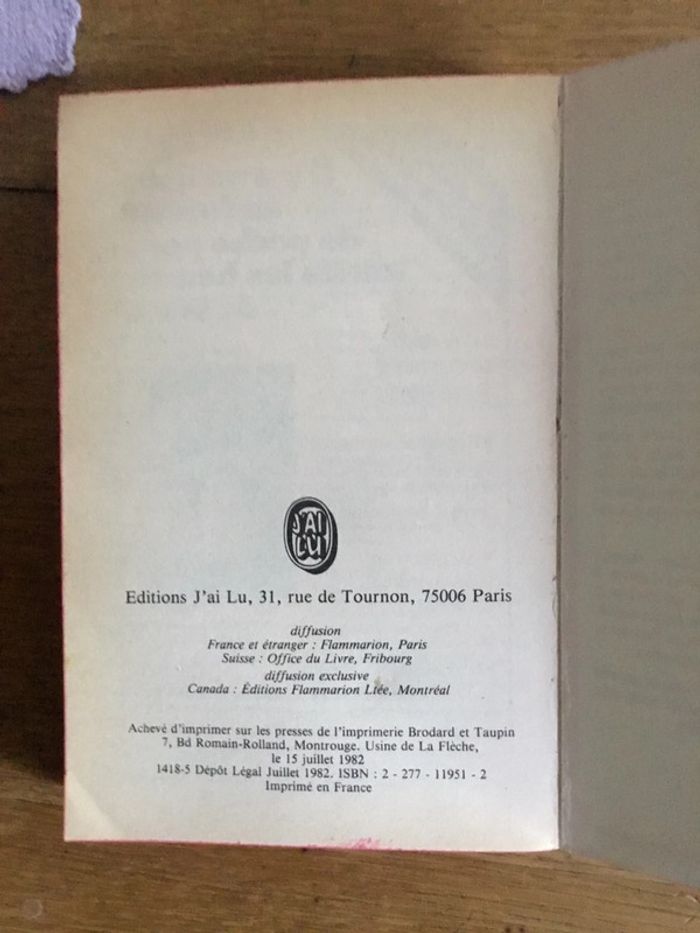 J'AI
LU
Editions J'ai Lu, 31, rue de Tournon, 75006 Paris
diffusion
France et étranger : Flammarion, Paris
Suisse : Office du Livre, Fribourg
diffusion exclusive
Canada : Éditions Flammarion Ltée, Montréal
Achevé d'imprimer sur les presses de l'imprimerie Brodard et Taupin
7, Bd Romain-Rolland, Montrouge. Usine de La Flèche,
le 15 juillet 1982
1418-5 Dépôt Légal Juillet 1982. ISBN : 2 - 277 - 11951 - 2
Imprimé en France